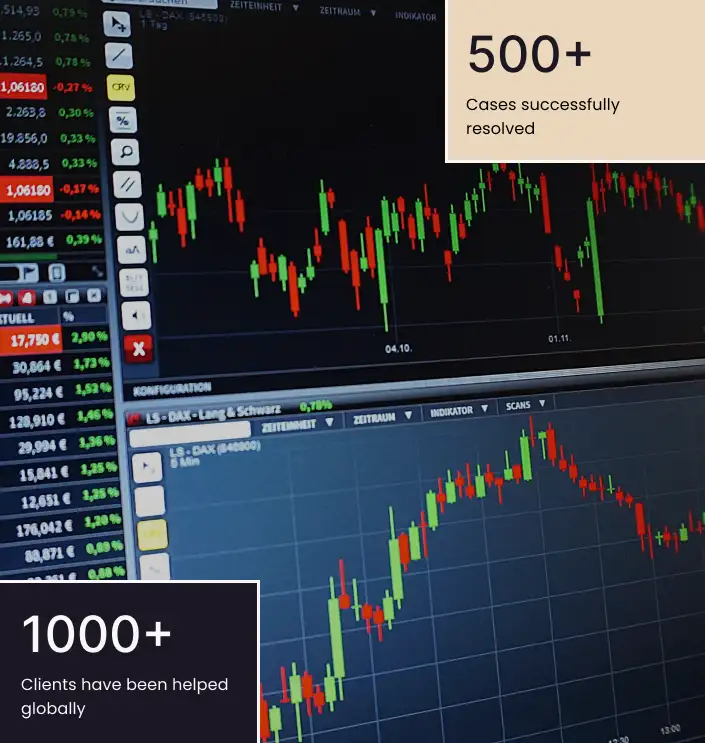 500+
Cases successfully
resolved
.514,93 0,79 %
1.265,0 0,78 %
.264,5 0,78 %
1,06180 -0,27 %
2.263,8 0,30 %
19.856,0 0,33 %
4.888,5 0,33 %
1,06180 -0,17 %
1,06185 -0,14 %
161,88 € 0,39 %
TUELL %
17,750 € 2,80 %
30,864 € 1,73 %
95,224 € 1,52 %
128,910 € 1,46 %
29,994 € 1,36 %
15,841 € 1,25 %
12,651 € 1,25 %
176,042 € 1,20 %
88,871 € 0,89 %
0,88 %
ZEITEINHEIT ZEITRAUM INDIKATOR
LS - DAX (846900)
1 Tag
CRV
%
aA
X
04.10. 01.11.
KONFIGURATION
LS - DAX - Lang & Schwarz 0,78%
ZEITEINHEIT ZEITRAUM INDIKATOR SCANS
LS - DAX (846900)
5 Min
13:00
1000+
Clients have been helped
globally